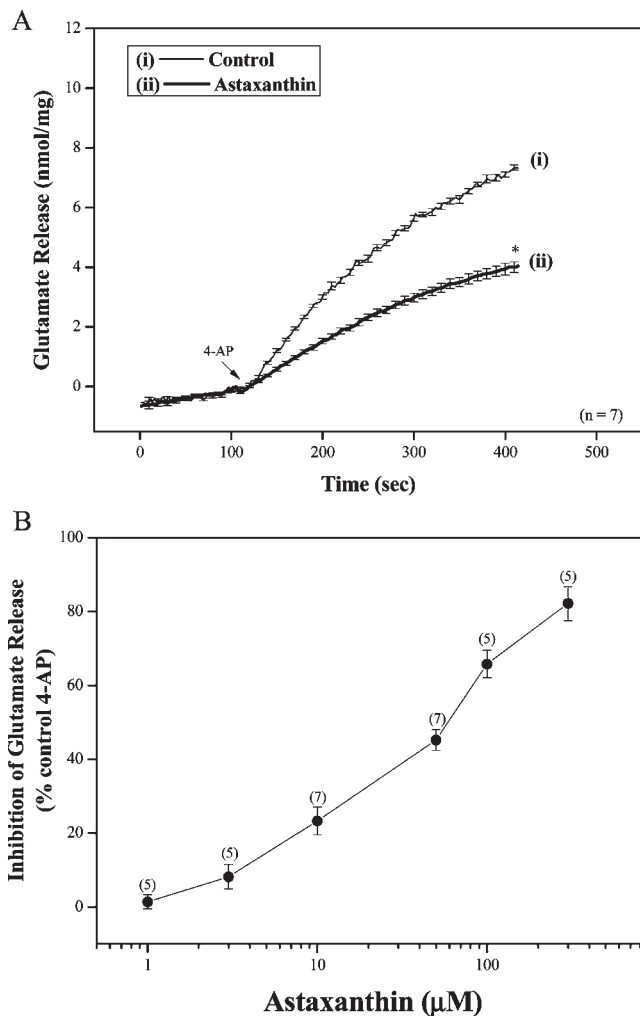 A
12
10
8
6
4
2
0
Glutamate Release (nmol/mg)
(i) Control
(ii) Astaxanthin
(i)
*
(ii)
4-AP
(n = 7)
0 100 200 300 400 500
Time (sec)
B
100
80
60
40
20
0
Inhibition of Glutamate Release
(% control 4-AP)
(5)
(5)
(7)
(7)
(5)
(5)
1 10 100
Astaxanthin (μM)